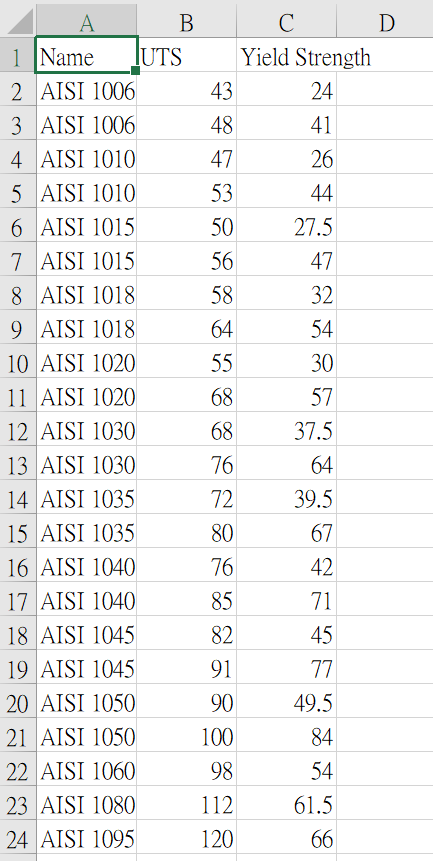 A B C D
1 Name UTS Yield Strength
2 AISI 1006 43 24
3 AISI 1006 48 41
4 AISI 1010 47 26
5 AISI 1010 53 44
6 AISI 1015 50 27.5
7 AISI 1015 56 47
8 AISI 1018 58 32
9 AISI 1018 64 54
10 AISI 1020 55 30
11 AISI 1020 68 57
12 AISI 1030 68 37.5
13 AISI 1030 76 64
14 AISI 1035 72 39.5
15 AISI 1035 80 67
16 AISI 1040 76 42
17 AISI 1040 85 71
18 AISI 1045 82 45
19 AISI 1045 91 77
20 AISI 1050 90 49.5
21 AISI 1050 100 84
22 AISI 1060 98 54
23 AISI 1080 112 61.5
24 AISI 1095 120 66